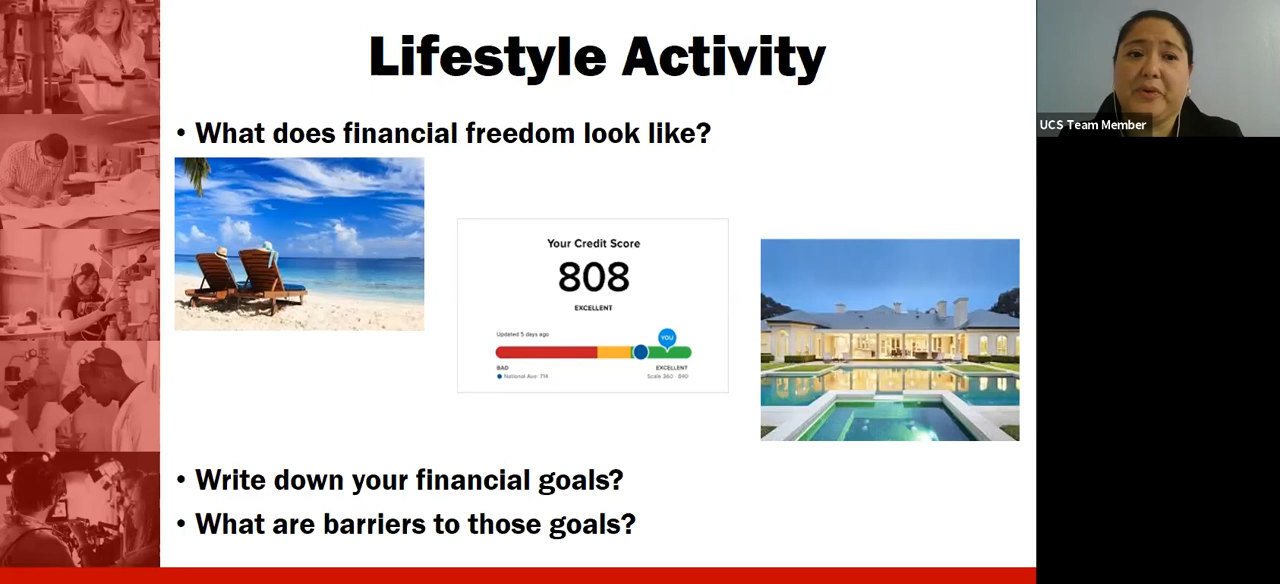 Lifestyle Activity
• What does financial freedom look like?
Your Credit Score
808
EXCELLENT
Updated 5 days ago
YOU
BAD
EXCELLENT
National Ave: 714
Scale 360 - 840
• Write down your financial goals?
• What are barriers to those goals?
UCS Team Member